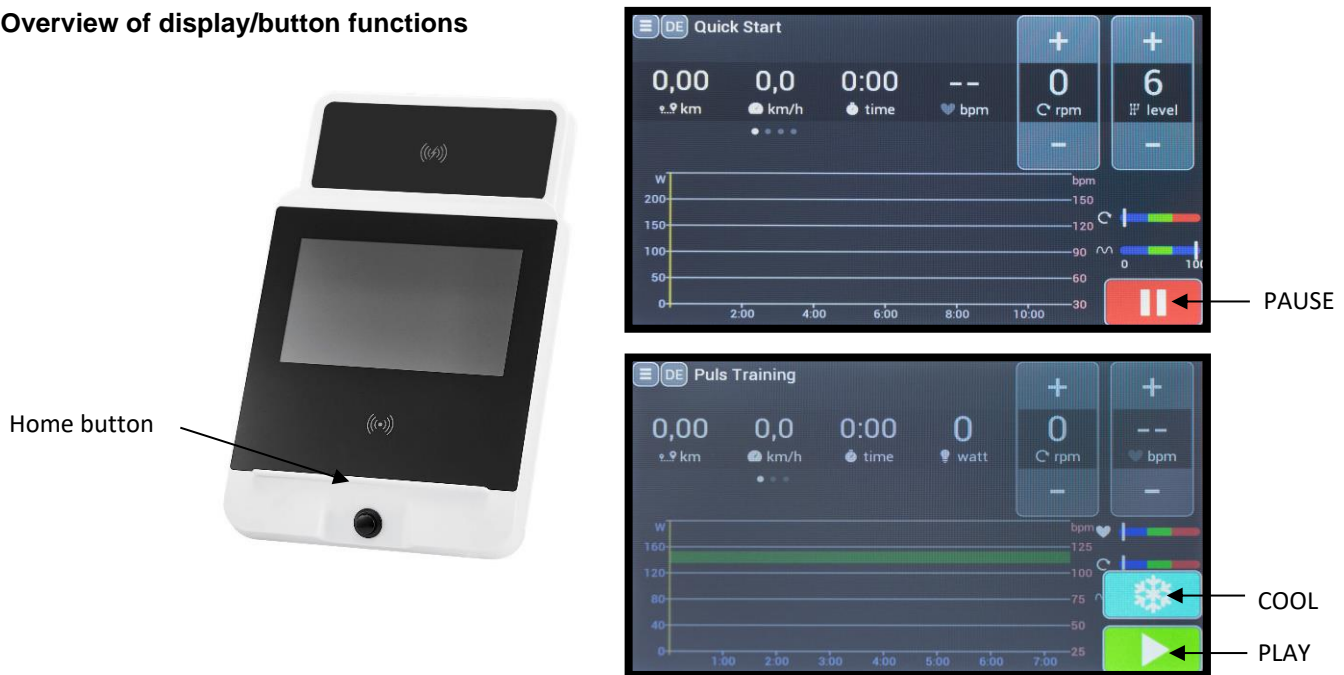 Overview of display/button functions
Home button
DE Quick Start
0,00 0,0 0:00 -- 0 6
km km/h time bpm rpm level
+ +
- -
W bpm
200 150
150 120
100 90
50 60
0 30
0 100
2:00 4:00 6:00 8:00 10:00
PAUSE
DE Puls Training
+ +
0,00 0,0 0:00 0 0 --
km km/h time watt rpm bpm
- -
W bpm
160 125
120 100
80 75
40 50
0 25
1:00 2:00 3:00 4:00 5:00 6:00 7:00
COOL
PLAY